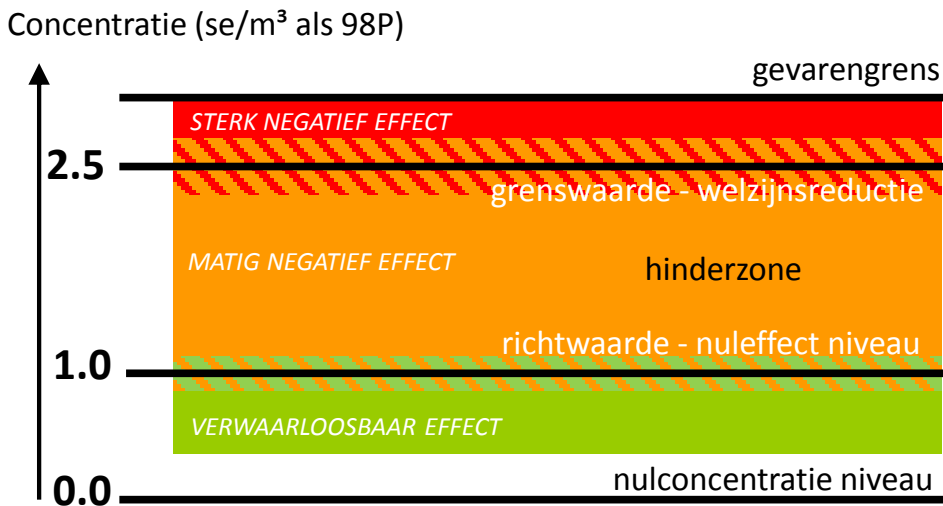 Concentratie (se/m³ als 98P)
gevarengrens
STERK NEGATIEF EFFECT
2.5
grenswaarde - welzijnsreductie
MATIG NEGATIEF EFFECT
hinderzone
richtwaarde - nuleffect niveau
1.0
VERWAARLOOSBAAR EFFECT
nulconcentratie niveau
0.0